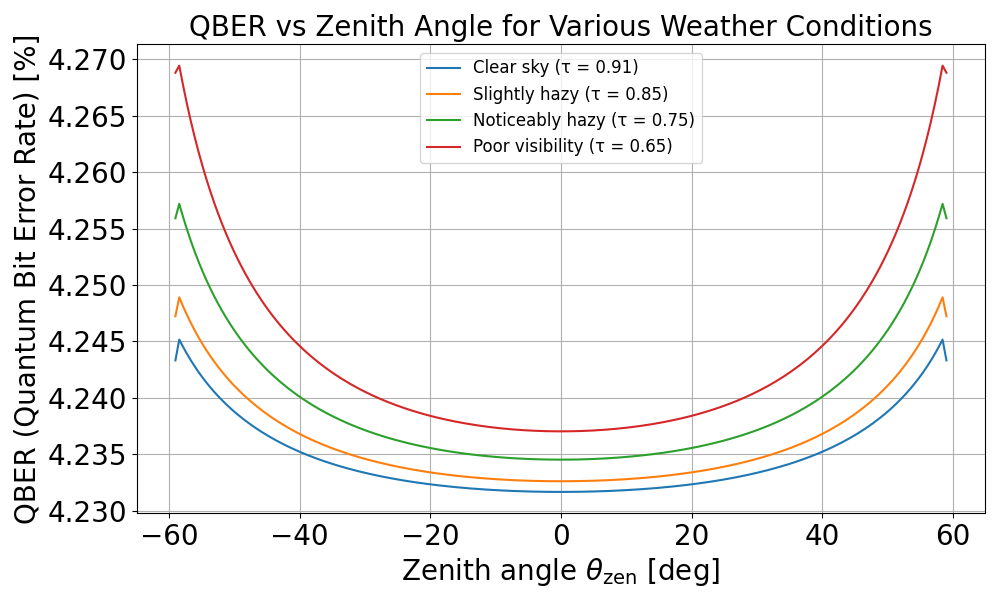 QBER vs Zenith Angle for Various Weather Conditions
QBER (Quantum Bit Error Rate) [%]
4.270
4.265
4.260
4.255
4.250
4.245
4.240
4.235
4.230
Clear sky (τ = 0.91)
Slightly hazy (τ = 0.85)
Noticeably hazy (τ = 0.75)
Poor visibility (τ = 0.65)
−60 −40 −20 0 20 40 60
Zenith angle θzen [deg]